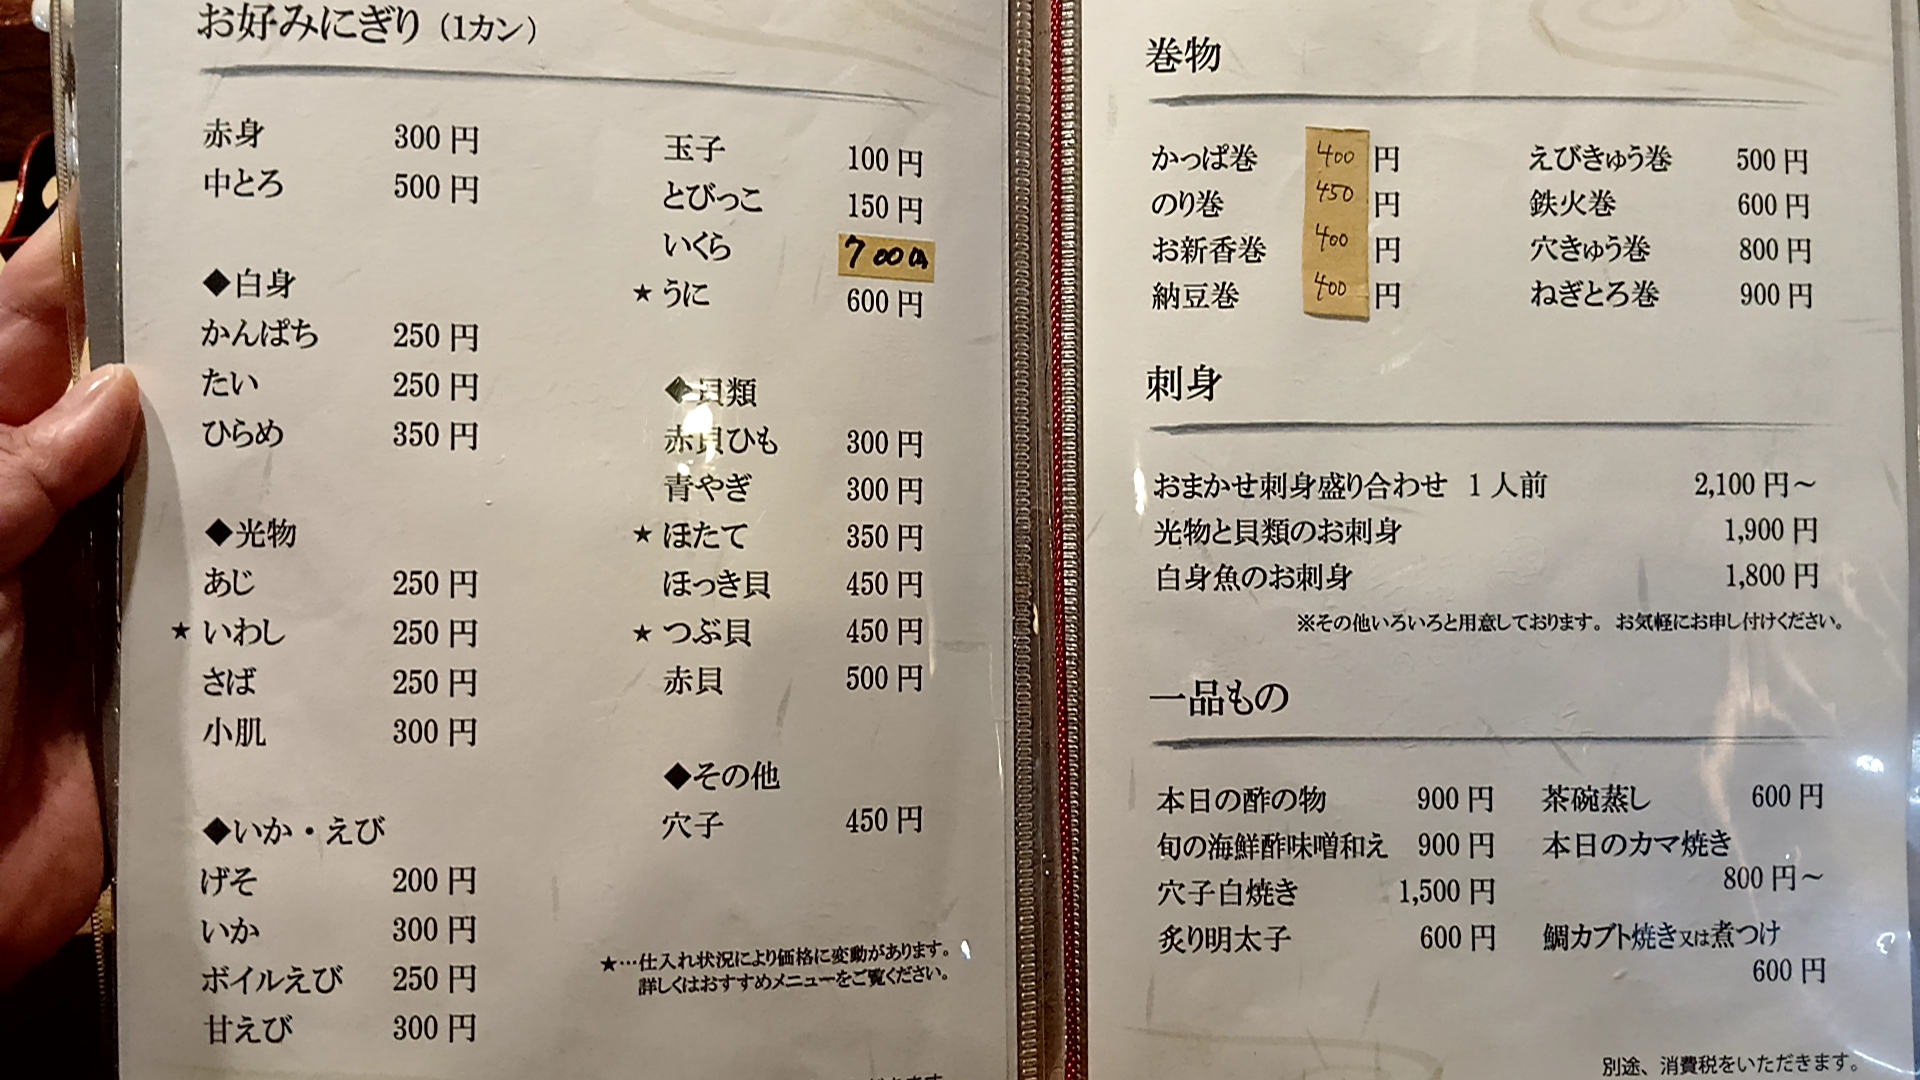 お好みにぎり（1カン）
赤身 300円
中とろ 500円
◆白身
かんぱち 250円
たい 250円
ひらめ 350円
◆光物
あじ 250円
★いわし 250円
さば 250円
小肌 300円
◆いか・えび
げそ 200円
いか 300円
ボイルえび 250円
甘えび 300円
玉子 100円
とびっこ 150円
いくら 700円
★うに 600円
◆貝類
赤貝ひも 300円
青やぎ 300円
★ほたて 350円
ほっき貝 450円
★つぶ貝 450円
赤貝 500円
◆その他
穴子 450円
★…仕入れ状況により価格に変動があります。
詳しくはおすすめメニューをご覧ください。
巻物
かっぱ巻 400円
のり巻 450円
お新香巻 400円
納豆巻 400円
えびきゅう巻 500円
鉄火巻 600円
穴きゅう巻 800円
ねぎとろ巻 900円
刺身
おまかせ刺身盛り合わせ 1人前 2,100円～
光物と貝類のお刺身 1,900円
白身魚のお刺身 1,800円
※その他いろいろと用意しております。お気軽にお申し付けください。
一品もの
本日の酢の物 900円
旬の海鮮酢味噌和え 900円
穴子白焼き 1,500円
炙り明太子 600円
茶碗蒸し 600円
本日のカマ焼き
800円～
鯛カブト焼き又は煮つけ
600円
別途、消費税をいただきます。